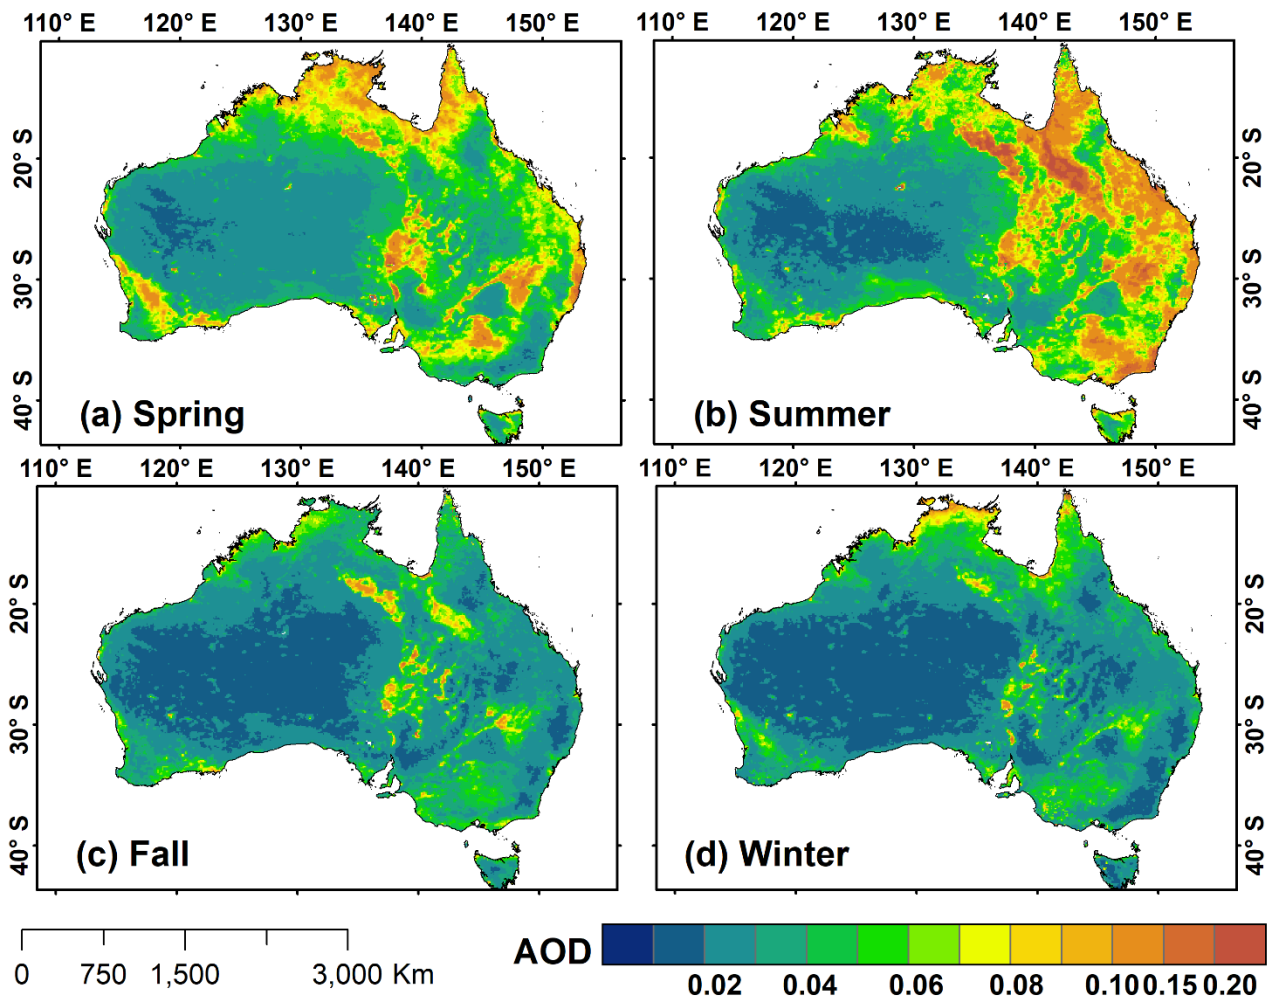 110° E 120° E 130° E 140° E 150° E
110° E 120° E 130° E 140° E 150° E
20° S
30° S
40° S
20° S
30° S
40° S
(a) Spring
(b) Summer
110° E 120° E 130° E 140° E 150° E
110° E 120° E 130° E 140° E 150° E
20° S
30° S
40° S
20° S
30° S
40° S
(c) Fall
(d) Winter
0 750 1,500 3,000 Km
AOD
0.02 0.04 0.06 0.08 0.10 0.15 0.20